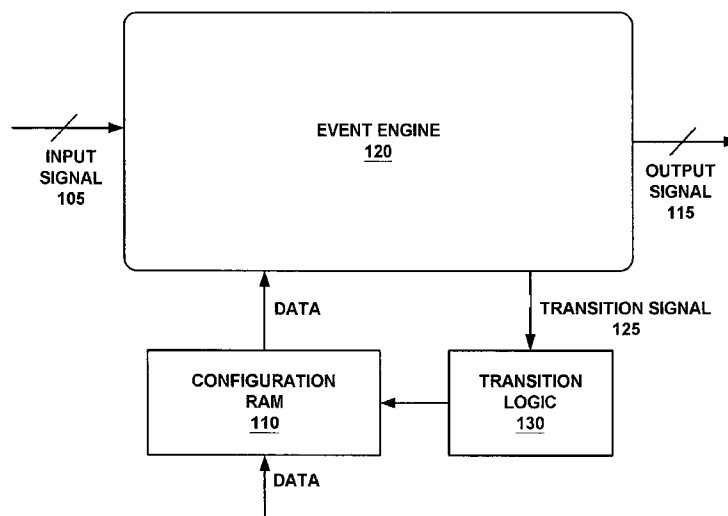 EVENT ENGINE
120
INPUT
SIGNAL
105
OUTPUT
SIGNAL
115
DATA
TRANSITION SIGNAL
125
CONFIGURATION
RAM
110
TRANSITION
LOGIC
130
DATA